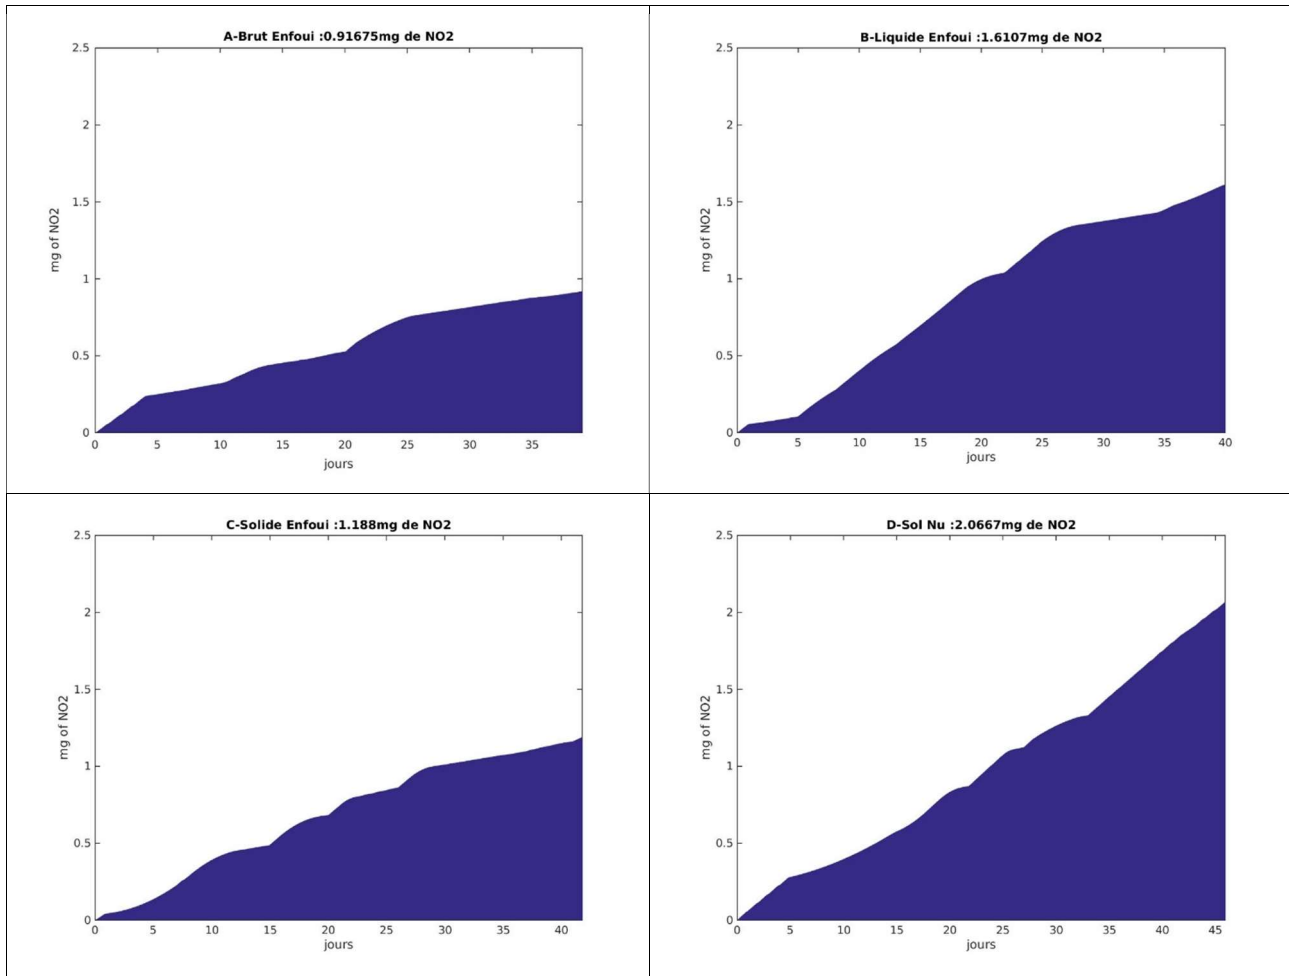 A-Brut Enfoui :0.91675mg de NO2
2.5
2
1.5
1
0.5
0
mg of NO2
0 5 10 15 20 25 30 35
jours
B-Liquide Enfoui :1.6107mg de NO2
2.5
2
1.5
1
0.5
0
mg of NO2
0 5 10 15 20 25 30 35 40
jours
C-Solide Enfoui :1.188mg de NO2
2.5
2
1.5
1
0.5
0
mg of NO2
0 5 10 15 20 25 30 35 40
jours
D-Sol Nu :2.0667mg de NO2
2.5
2
1.5
1
0.5
0
mg of NO2
0 5 10 15 20 25 30 35 40 45
jours